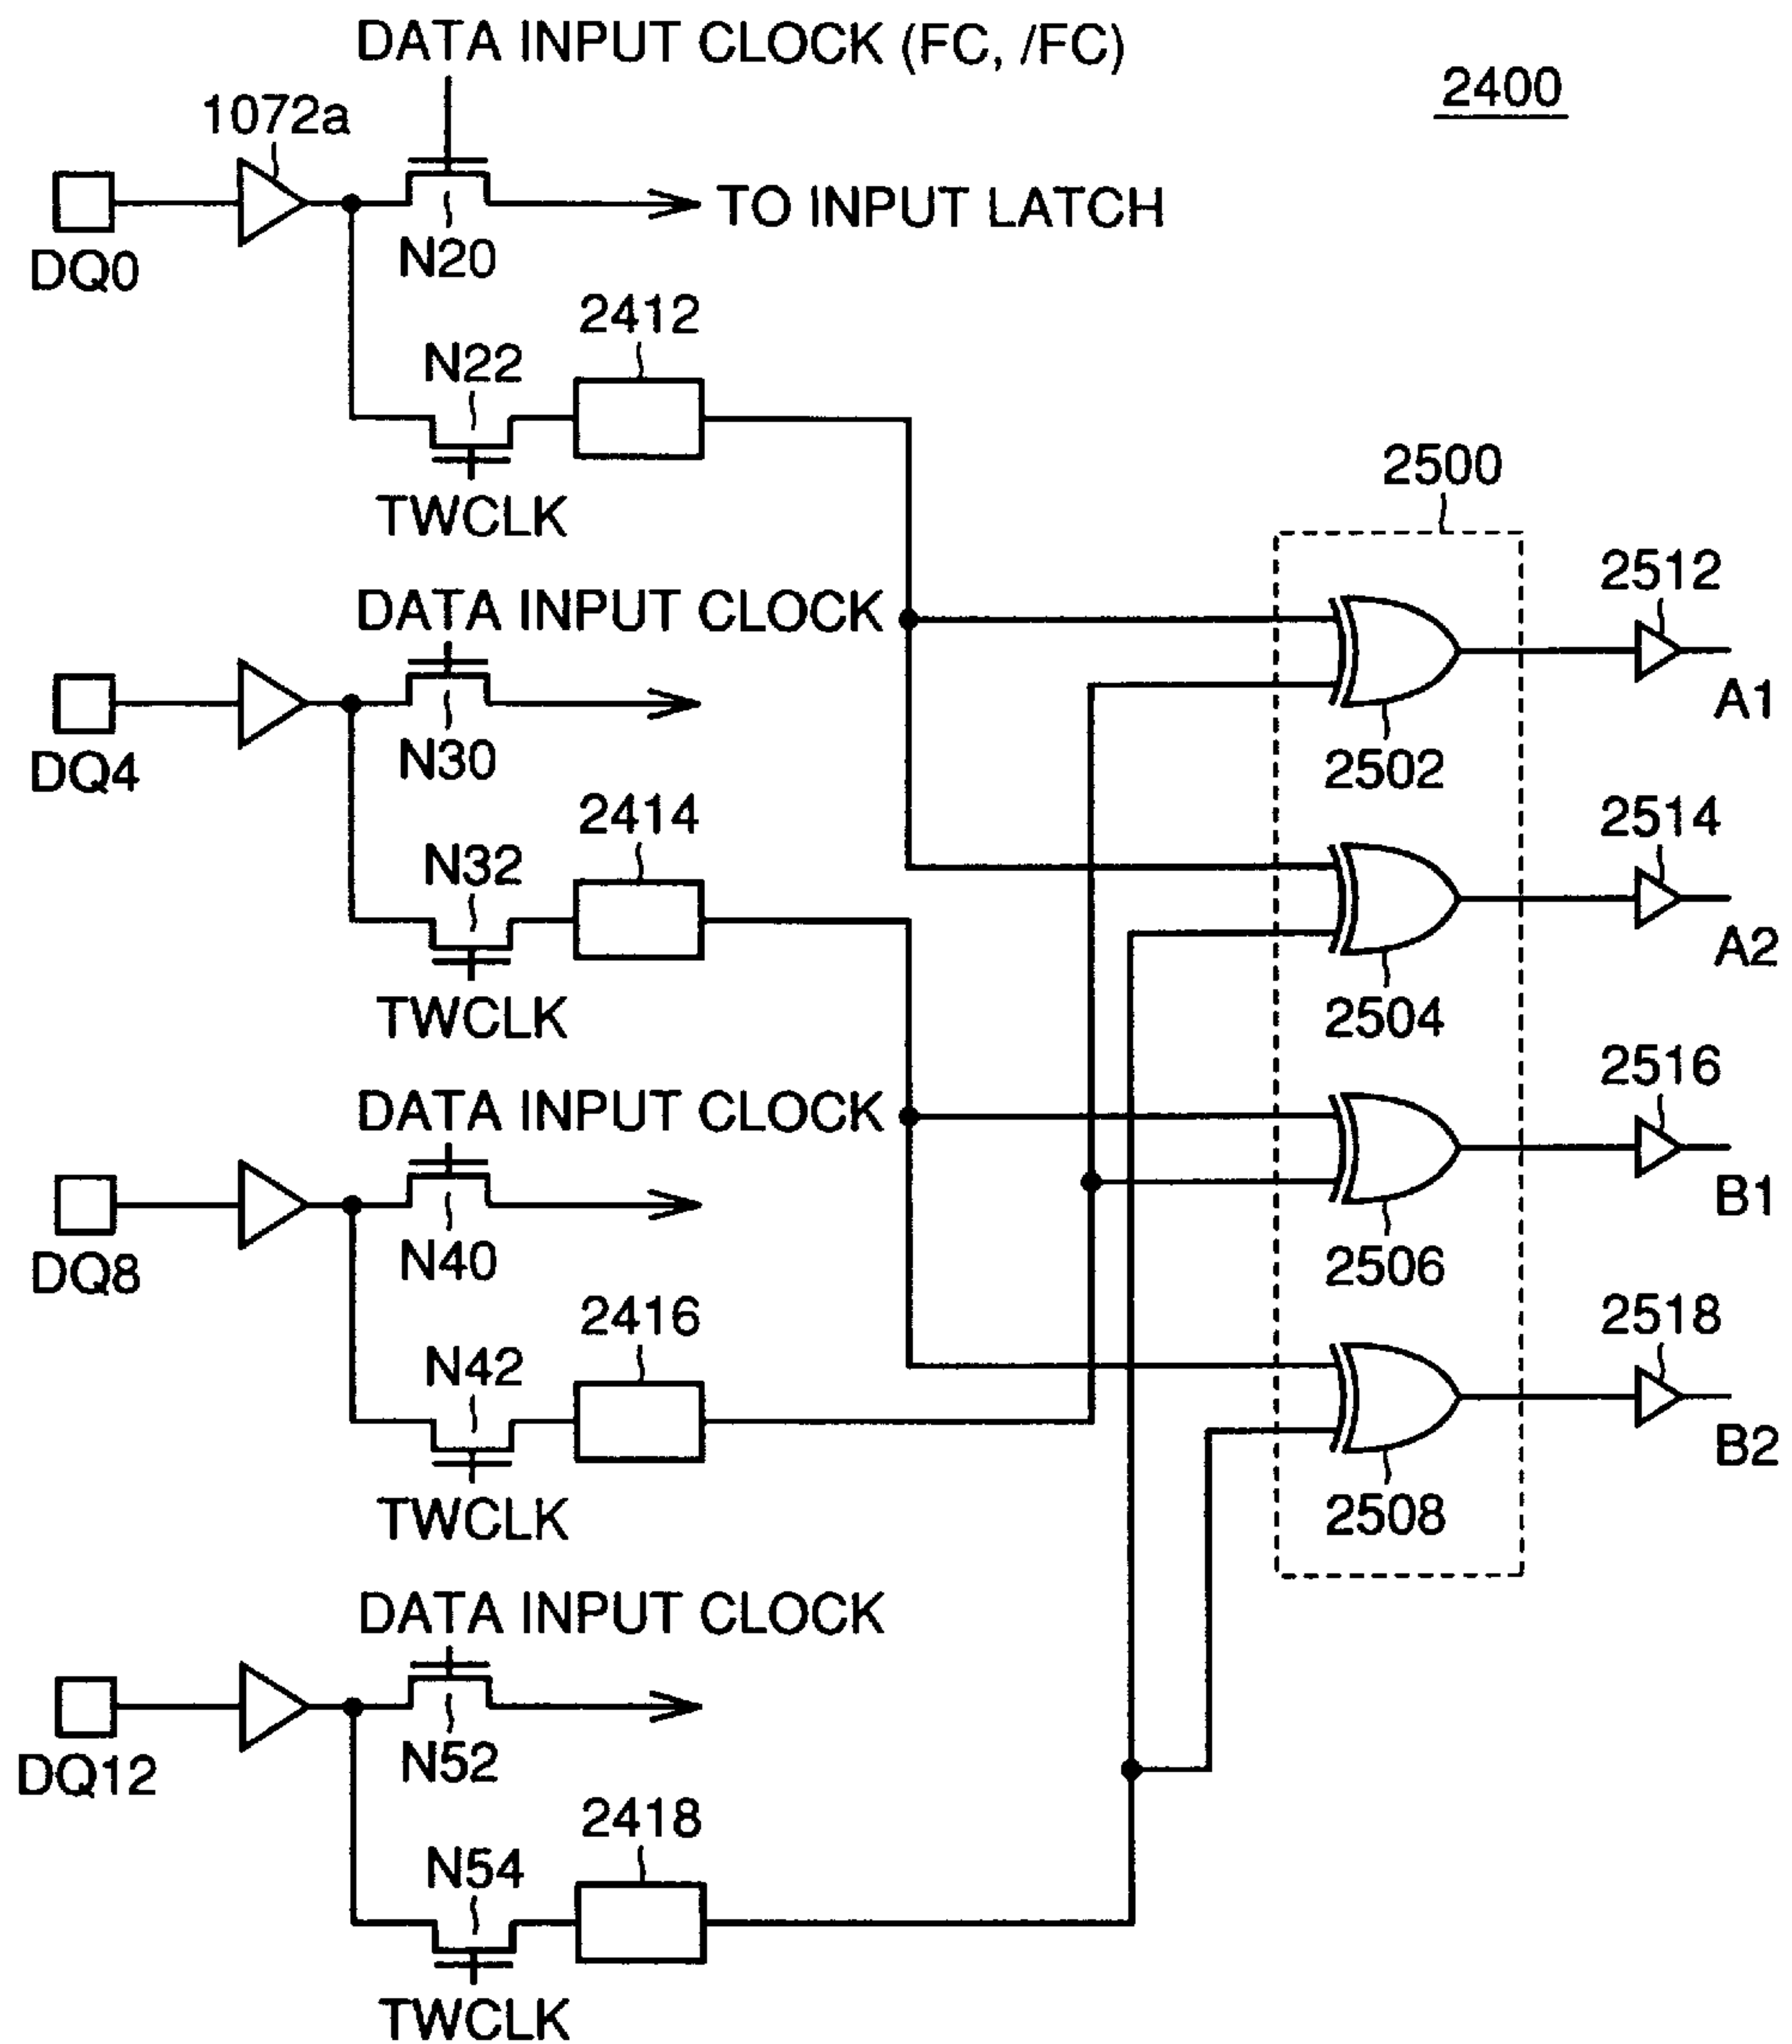 DATA INPUT CLOCK (FC, /FC)
2400
1072a
TO INPUT LATCH
DQ0
N20
2412
N22
TWCLK
2500
2512
DATA INPUT CLOCK
A1
DQ4
N30
2502
2414
2514
N32
A2
TWCLK
2504
2516
DATA INPUT CLOCK
B1
DQ8
N40
2506
2416
2518
N42
B2
TWCLK
2508
DATA INPUT CLOCK
DQ12
N52
2418
N54
TWCLK